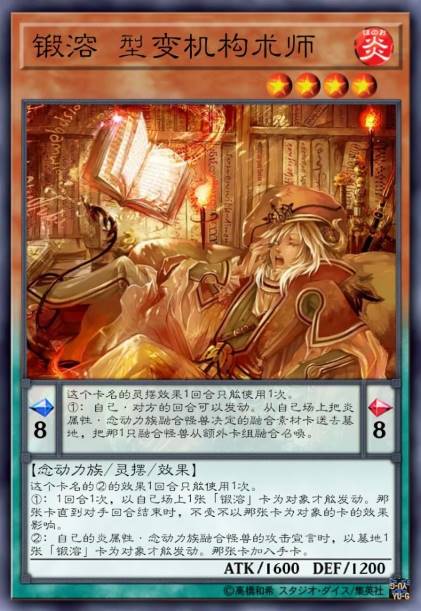 锻溶 型变机构术师
ほのお
炎
这个卡名的灵摆效果1回合只能使用1次。
①：自己·对方的回合可以发动。从自己场上把炎
属性·念动力族融合怪兽决定的融合素材卡送去墓
地，把那1只融合怪兽从额外卡组融合召唤。
8
8
【念动力族/灵摆/效果】
这个卡名的②的效果1回合只能使用1次。
①：1回合1次，以自己场上1张「锻溶」卡为对象才能发动。那
张卡直到对手回合结束时，不受不以那张卡为对象的卡的效果
影响。
②：自己的炎属性·念动力族融合怪兽的攻击宣言时，以墓地1
张「锻溶」卡为对象才能发动。那张卡加入手卡。
ATK/1600 DEF/1200
©高橋和希 スタジオ・ダイス/集英社